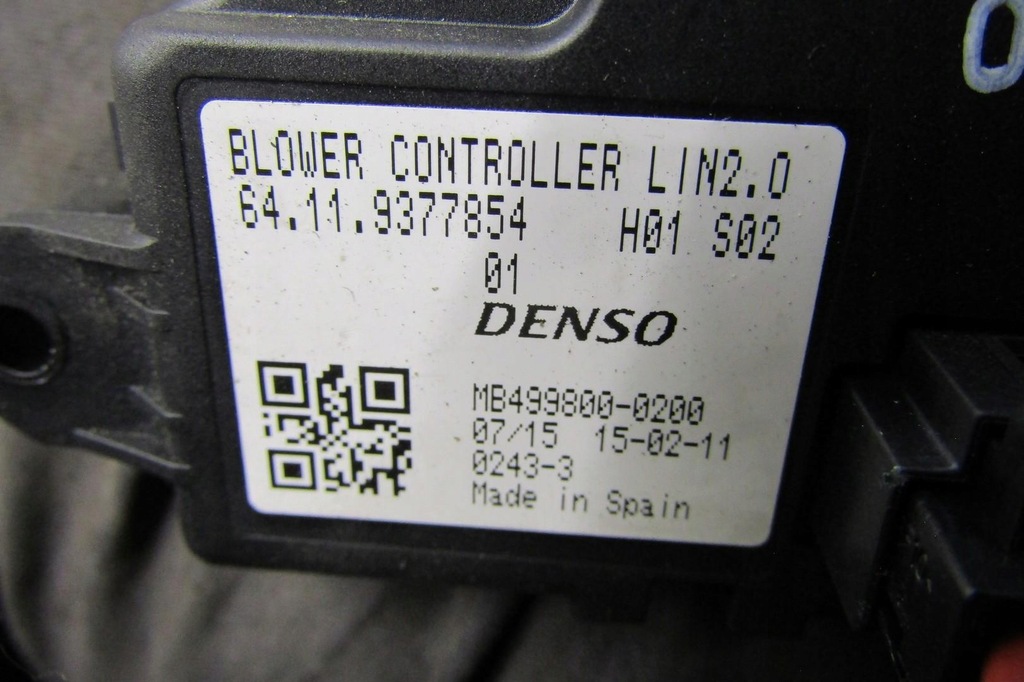 BLOWER CONTROLLER LIN2.0
64.11.9377854 H01 S02
01
DENSO
MB499800-0200
07/15 15-02-11
0243-3
Made in Spain
0